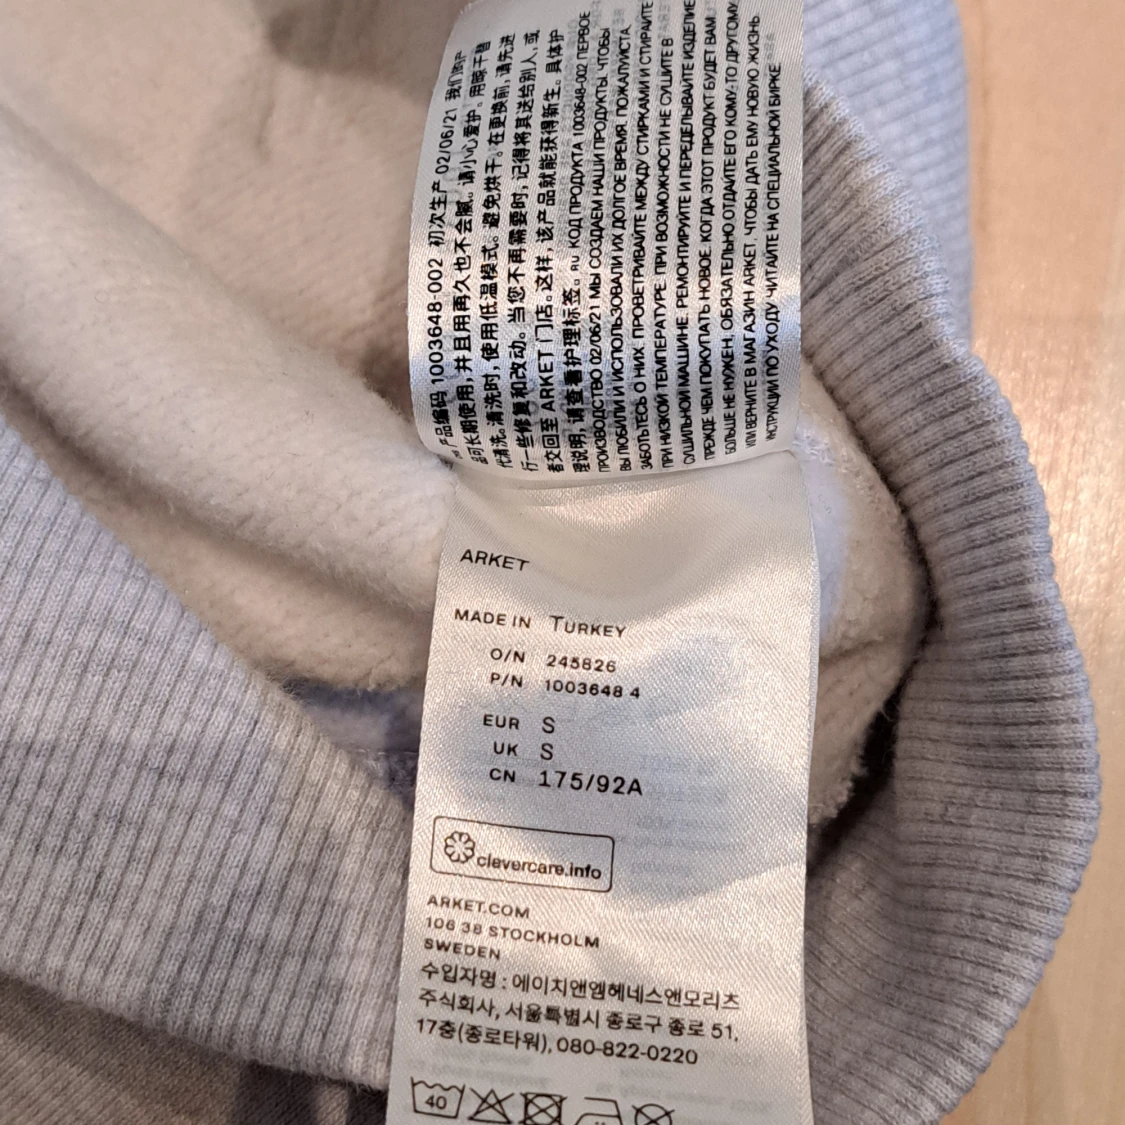 产品编码 1003648-002 初次生产 02/06/21 我们的产
品可长期使用,并且用再久也不会腻。请小心爱护。用晾干替
代清洗。清洗时,使用低温模式。避免烘干。在更换前,请先进
行一些修复和改动。当您不再需要时,记得将其送给别人,或
者交回至 ARKET 门店。这样,该产品就能获得新生。具体护
理说明,请查看护理标签。RU КОД ПРОДУКТА 1003648-002 ПЕРВОЕ
ПРОИЗВОДСТВО 02/06/21 МЫ СОЗДАЕМ НАШИ ПРОДУКТЫ, ЧТОБЫ
ВЫ ЛЮБИЛИ И ИСПОЛЬЗОВАЛИ ИХ ДОЛГОЕ ВРЕМЯ. ПОЖАЛУЙСТА,
ЗАБОТЬТЕСЬ О НИХ. ПРОВЕТРИВАЙТЕ МЕЖДУ СТИРКАМИ И СТИРАЙТЕ
ПРИ НИЗКОЙ ТЕМПЕРАТУРЕ. ПРИ ВОЗМОЖНОСТИ НЕ СУШИТЕ В
СУШИЛЬНОЙ МАШИНЕ. РЕМОНТИРУЙТЕ И ПЕРЕДЕЛЫВАЙТЕ ИЗДЕЛИЕ
ПРЕЖДЕ ЧЕМ ПОКУПАТЬ НОВОЕ. КОГДА ЭТОТ ПРОДУКТ БУДЕТ ВАМ
БОЛЬШЕ НЕ НУЖЕН, ОБЯЗАТЕЛЬНО ОТДАЙТЕ ЕГО КОМУ-ТО ДРУГОМУ
ИЛИ ВЕРНИТЕ В МАГАЗИН ARKET, ЧТОБЫ ДАТЬ ЕМУ НОВУЮ ЖИЗНЬ.
ИНСТРУКЦИИ ПО УХОДУ ЧИТАЙТЕ НА СПЕЦИАЛЬНОЙ БИРКЕ
ARKET
MADE IN TURKEY
O/N 245826
P/N 1003648 4
EUR S
UK S
CN 175/92A
clevercare.info
ARKET.COM
106 38 STOCKHOLM
SWEDEN
수입자명 : 에이치앤엠헤네스앤모리츠
주식회사, 서울특별시 종로구 종로 51,
17층(종로타워), 080-822-0220
40